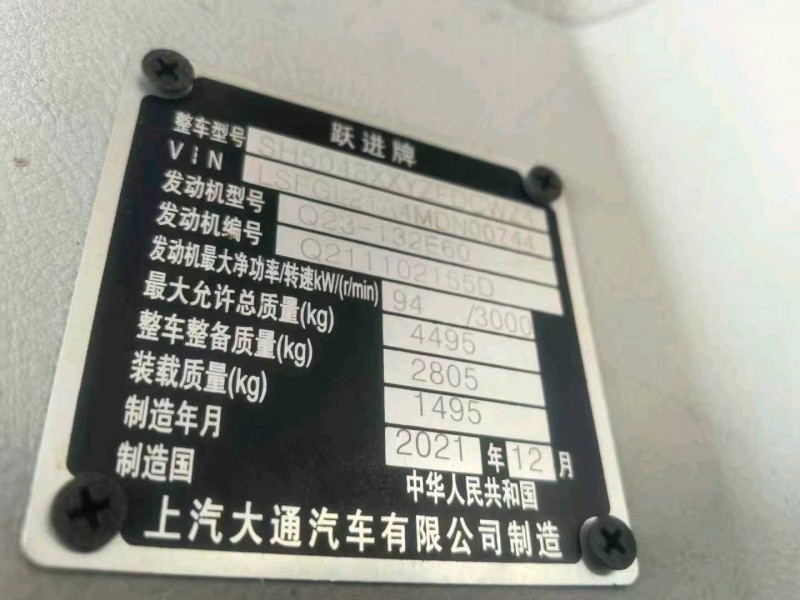 跃进牌
整车型号 SH5043XXYZFDCWZ3
VIN LSFGL21A4MDN00744
发动机型号 Q23-132E60
发动机编号 Q211102155D
发动机最大净功率/转速kW/(r/min) 94 /3000
最大允许总质量(kg) 4495
整车整备质量(kg) 2805
装载质量(kg) 1495
制造年月 2021 年 12 月
制造国 中华人民共和国
上汽大通汽车有限公司制造